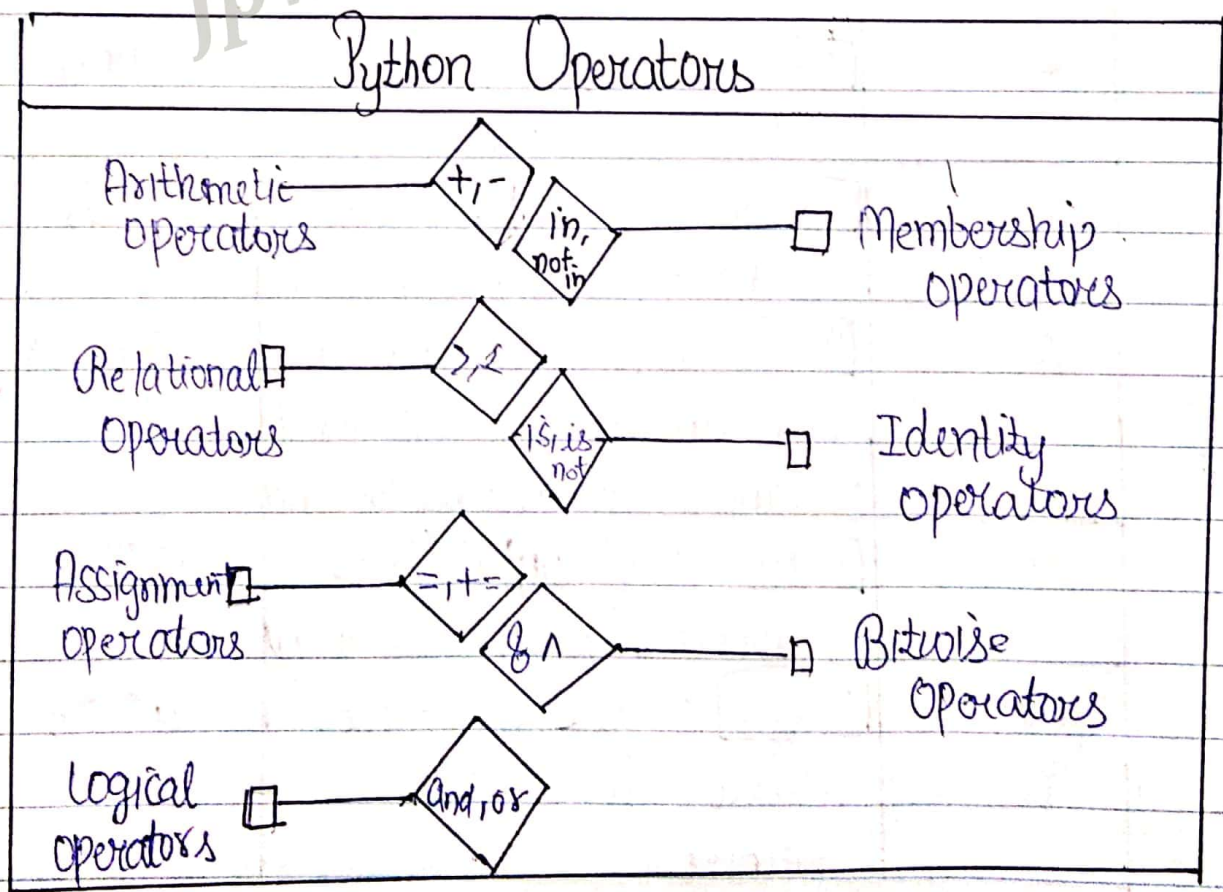 Python Operators
Arithmetic
operators
+, -
in,
not in
Membership
operators
Relational
operators
>, <
is, is
not
Identity
operators
Assignment
operators
=, +=
& ^
Bitwise
operators
Logical
operators
and, or